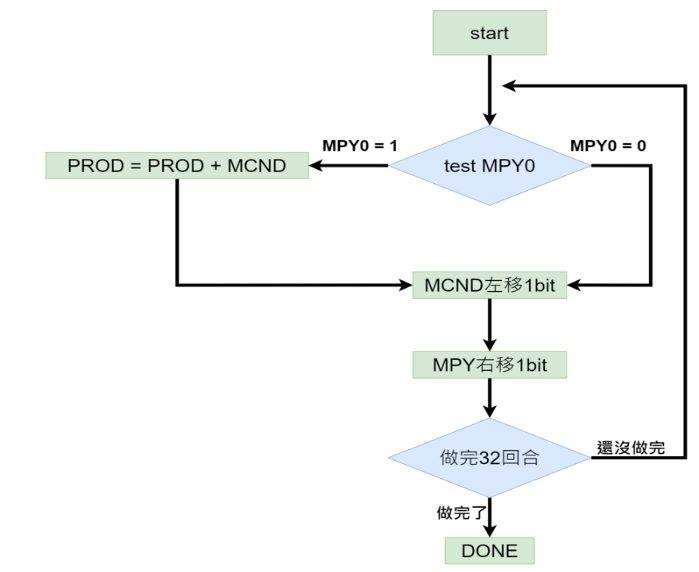 start
MPY0 = 1
MPY0 = 0
test MPY0
PROD = PROD + MCND
MCND左移1bit
MPY右移1bit
做完32回合
還沒做完
做完了
DONE